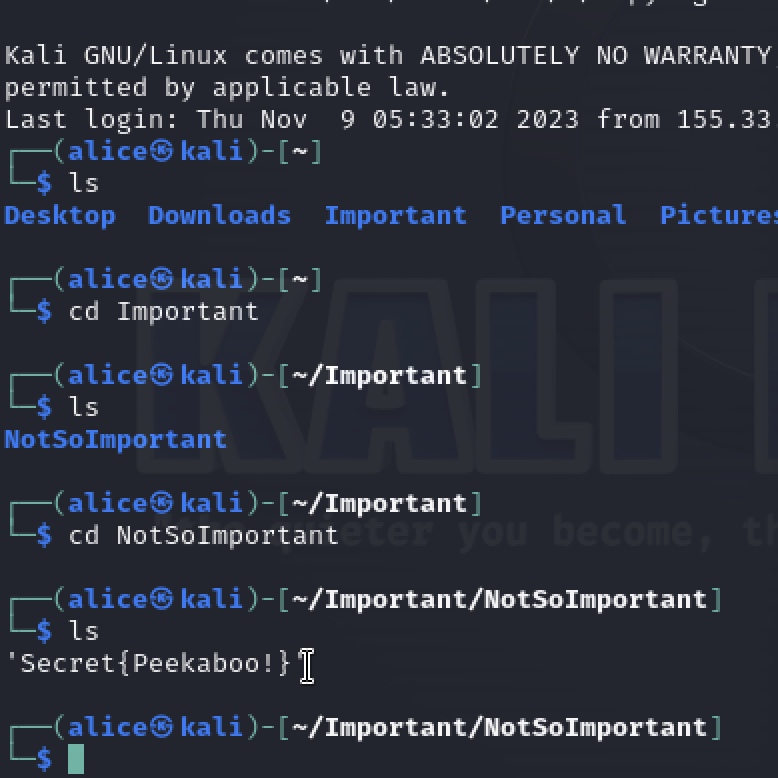 Kali GNU/Linux comes with ABSOLUTELY NO WARRANTY,
permitted by applicable law.
Last login: Thu Nov  9 05:33:02 2023 from 155.33
┌──(alice㉿kali)-[~]
└─$ ls
Desktop  Downloads  Important  Personal  Pictures
┌──(alice㉿kali)-[~]
└─$ cd Important
┌──(alice㉿kali)-[~/Important]
└─$ ls
NotSoImportant
┌──(alice㉿kali)-[~/Important]
└─$ cd NotSoImportant
┌──(alice㉿kali)-[~/Important/NotSoImportant]
└─$ ls
'Secret{Peekaboo!}'
┌──(alice㉿kali)-[~/Important/NotSoImportant]
└─$
KALI
you become,